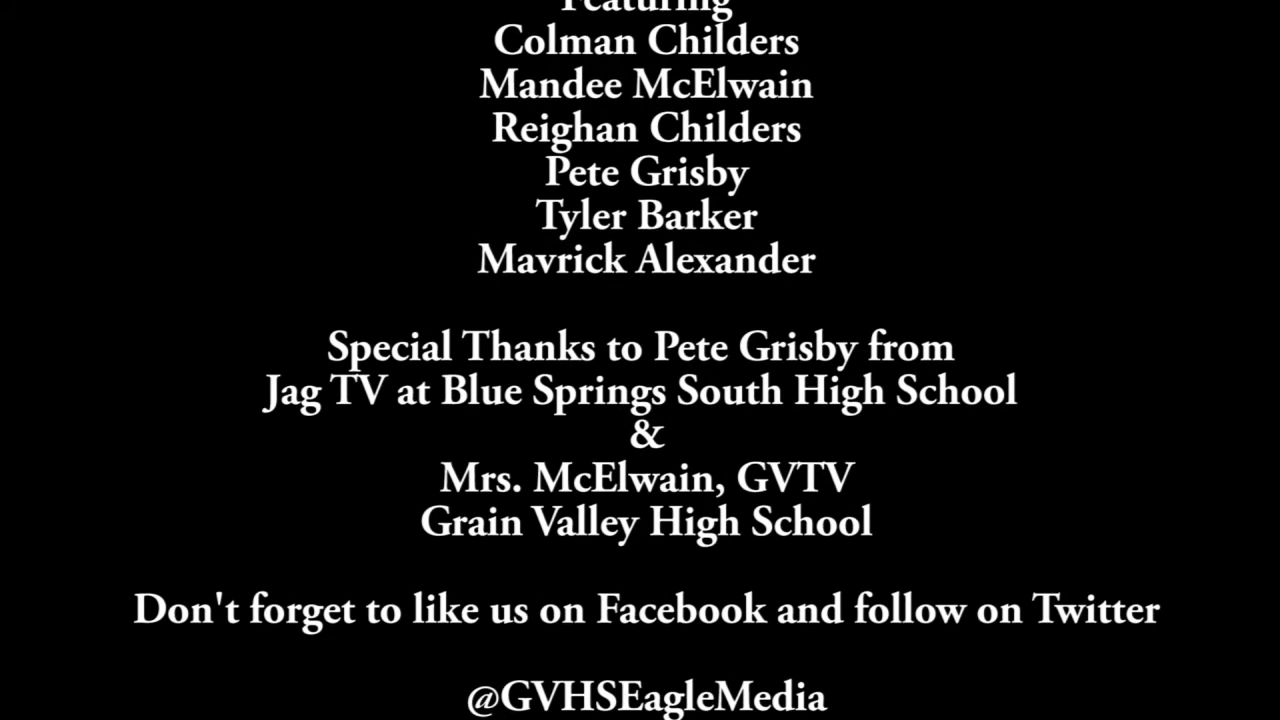 Featuring
Colman Childers
Mandee McElwain
Reighan Childers
Pete Grisby
Tyler Barker
Mavrick Alexander
Special Thanks to Pete Grisby from
Jag TV at Blue Springs South High School
&
Mrs. McElwain, GVTV
Grain Valley High School
Don't forget to like us on Facebook and follow on Twitter
@GVHSEagleMedia